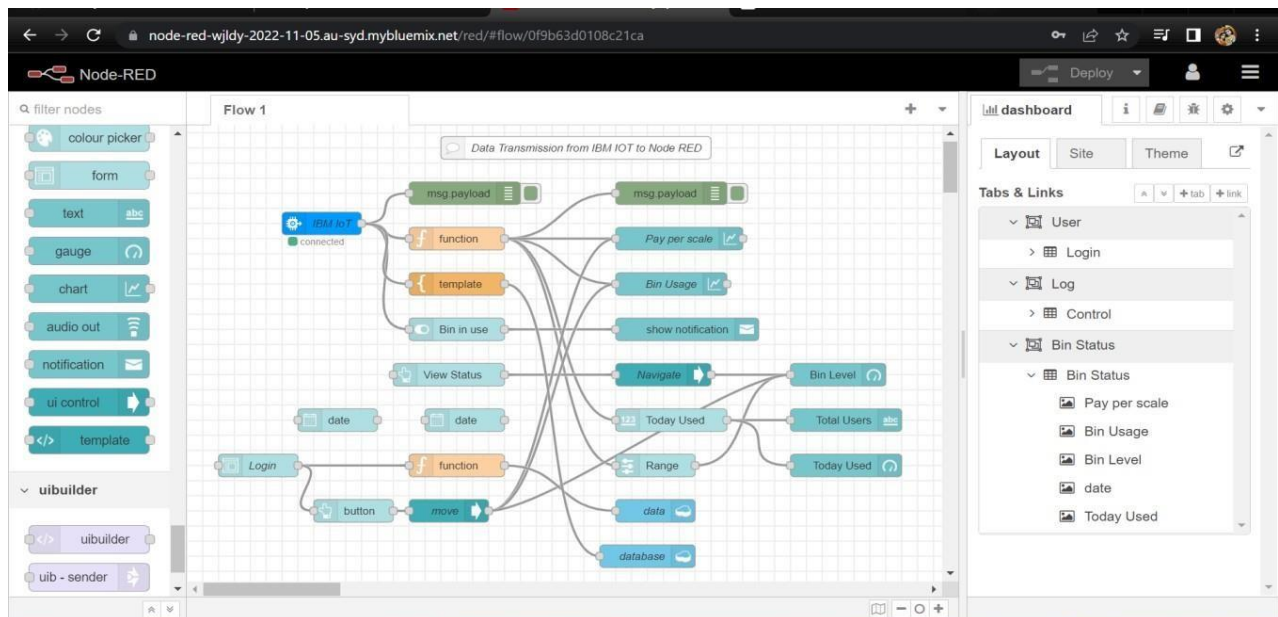 node-red-wjldy-2022-11-05.au-syd.mybluemix.net/red/#flow/0f9b63d0108c21ca
Node-RED
Deploy
filter nodes
colour picker
form
text
abc
gauge
chart
audio out
notification
ui control
template
uibuilder
uibuilder
uib - sender
Flow 1
Data Transmission from IBM IOT to Node RED
msg.payload
msg.payload
IBM IoT
connected
function
Pay per scale
template
Bin Usage
Bin in use
show notification
View Status
Navigate
Bin Level
date
date
123
Today Used
Total Users
abc
Login
function
Range
Today Used
button
move
data
database
dashboard
i
Layout
Site
Theme
Tabs & Links
+ tab
+ link
User
Login
Log
Control
Bin Status
Bin Status
Pay per scale
Bin Usage
Bin Level
date
Today Used